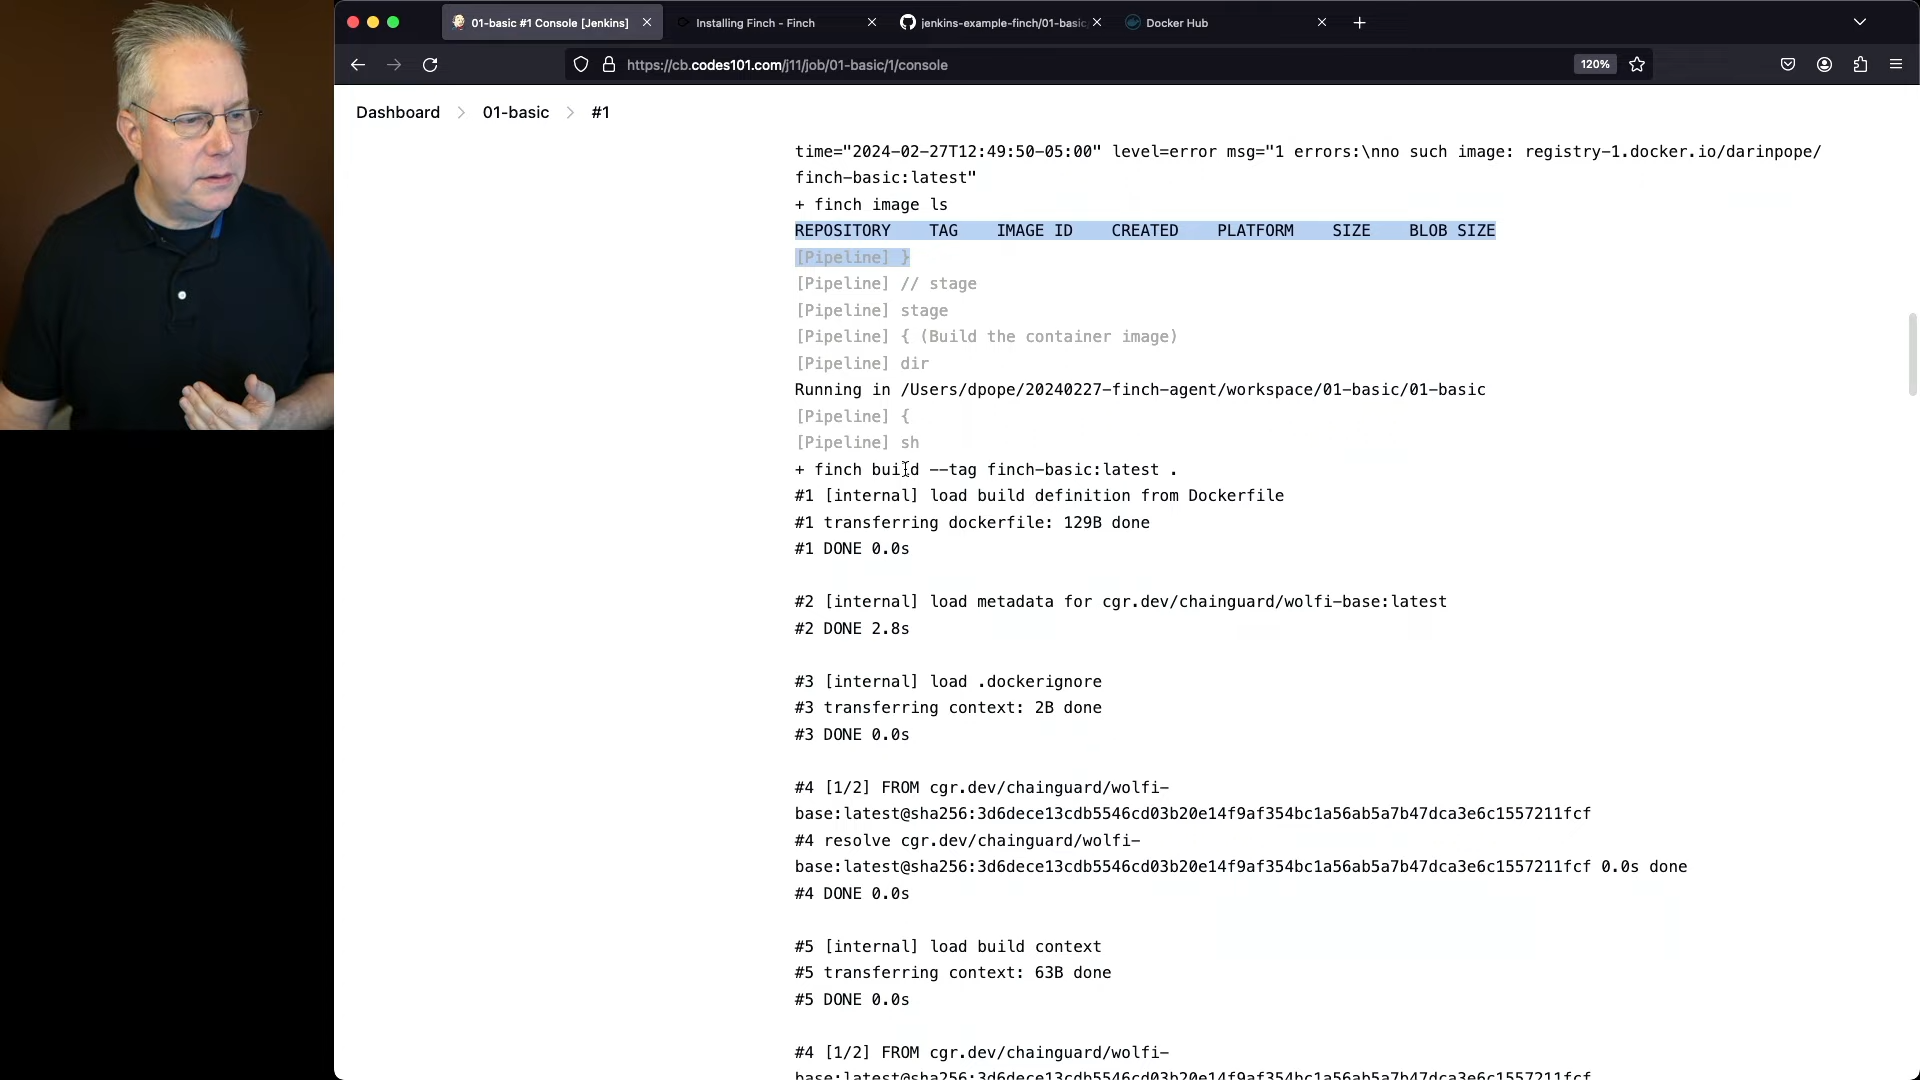 01-basic #1 Console [Jenkins]
Installing Finch - Finch
jenkins-example-finch/01-basic
Docker Hub
https://cb.codes101.com/j11/job/01-basic/1/console
120%
Dashboard
01-basic
#1
time="2024-02-27T12:49:50-05:00" level=error msg="1 errors:\nno such image: registry-1.docker.io/darinpope/
finch-basic:latest"
+ finch image ls
REPOSITORY TAG IMAGE ID CREATED PLATFORM SIZE BLOB SIZE
[Pipeline] }
[Pipeline] // stage
[Pipeline] stage
[Pipeline] { (Build the container image)
[Pipeline] dir
Running in /Users/dpope/20240227-finch-agent/workspace/01-basic/01-basic
[Pipeline] {
[Pipeline] sh
+ finch build --tag finch-basic:latest .
#1 [internal] load build definition from Dockerfile
#1 transferring dockerfile: 129B done
#1 DONE 0.0s
#2 [internal] load metadata for cgr.dev/chainguard/wolfi-base:latest
#2 DONE 2.8s
#3 [internal] load .dockerignore
#3 transferring context: 2B done
#3 DONE 0.0s
#4 [1/2] FROM cgr.dev/chainguard/wolfi-
base:latest@sha256:3d6dece13cdb5546cd03b20e14f9af354bc1a56ab5a7b47dca3e6c1557211fcf
#4 resolve cgr.dev/chainguard/wolfi-
base:latest@sha256:3d6dece13cdb5546cd03b20e14f9af354bc1a56ab5a7b47dca3e6c1557211fcf 0.0s done
#4 DONE 0.0s
#5 [internal] load build context
#5 transferring context: 63B done
#5 DONE 0.0s
#4 [1/2] FROM cgr.dev/chainguard/wolfi-
base:latest@sha256:3d6dece13cdb5546cd03b20e14f9af354bc1a56ab5a7b47dca3e6c1557211fcf